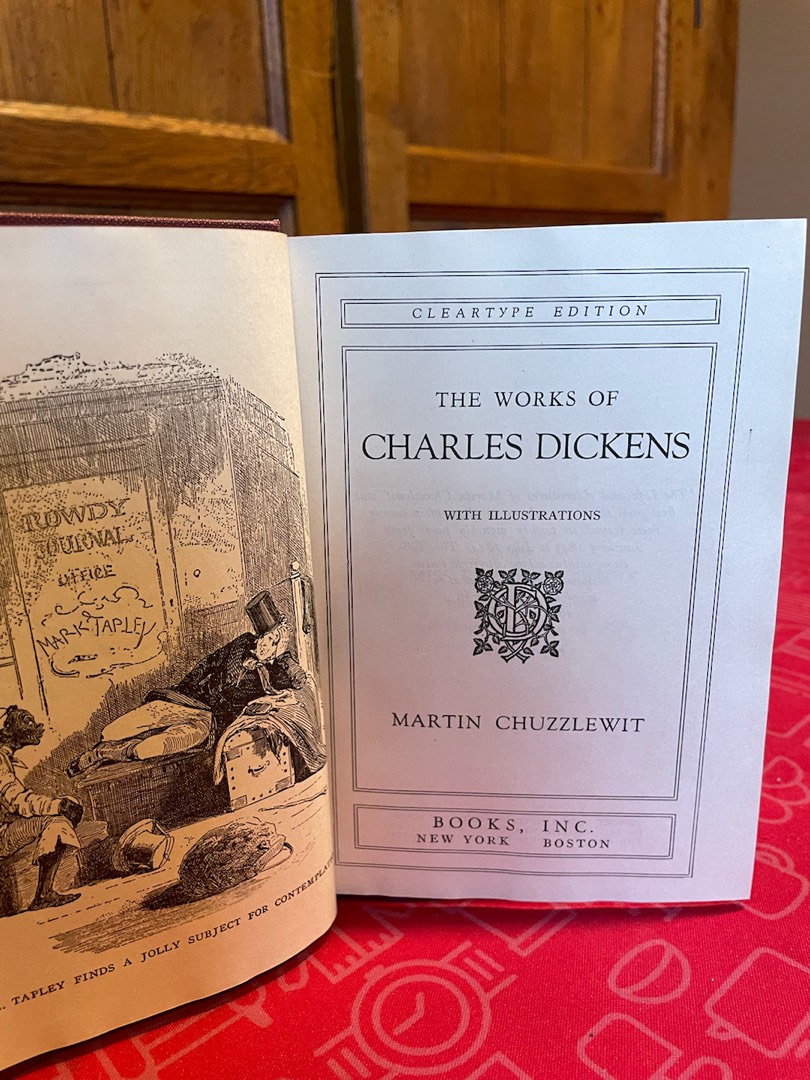 ROWDY
JOURNAL
OFFICE
MARK TAPLEY
TAPLEY FINDS A JOLLY SUBJECT FOR
CLEARTYPE EDITION
THE WORKS OF
CHARLES DICKENS
WITH ILLUSTRATIONS
MARTIN CHUZZLEWIT
BOOKS, INC.
NEW YORK BOSTON